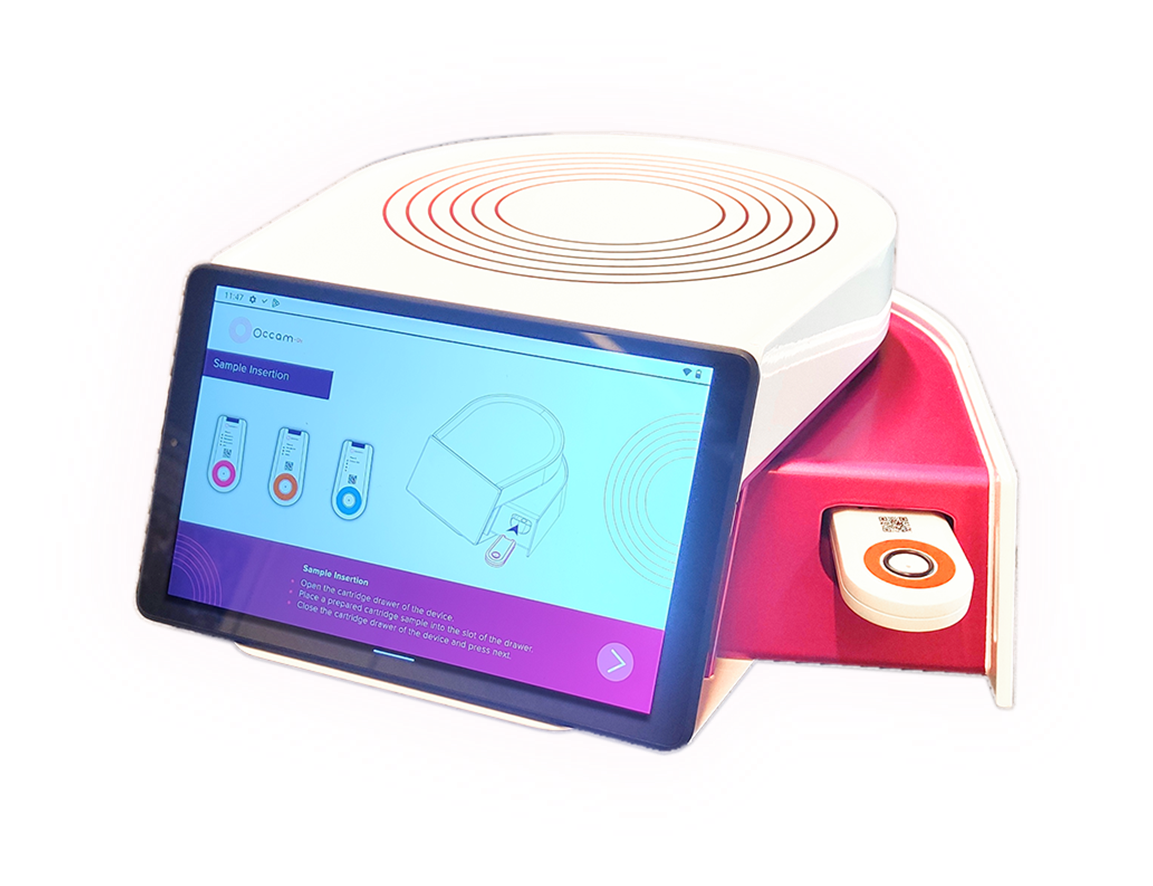 11:47
Occam
Sample Insertion
Sample Insertion
• Open the cartridge drawer of the device.
• Place a prepared cartridge sample into the slot of the drawer.
• Close the cartridge drawer of the device and press next.